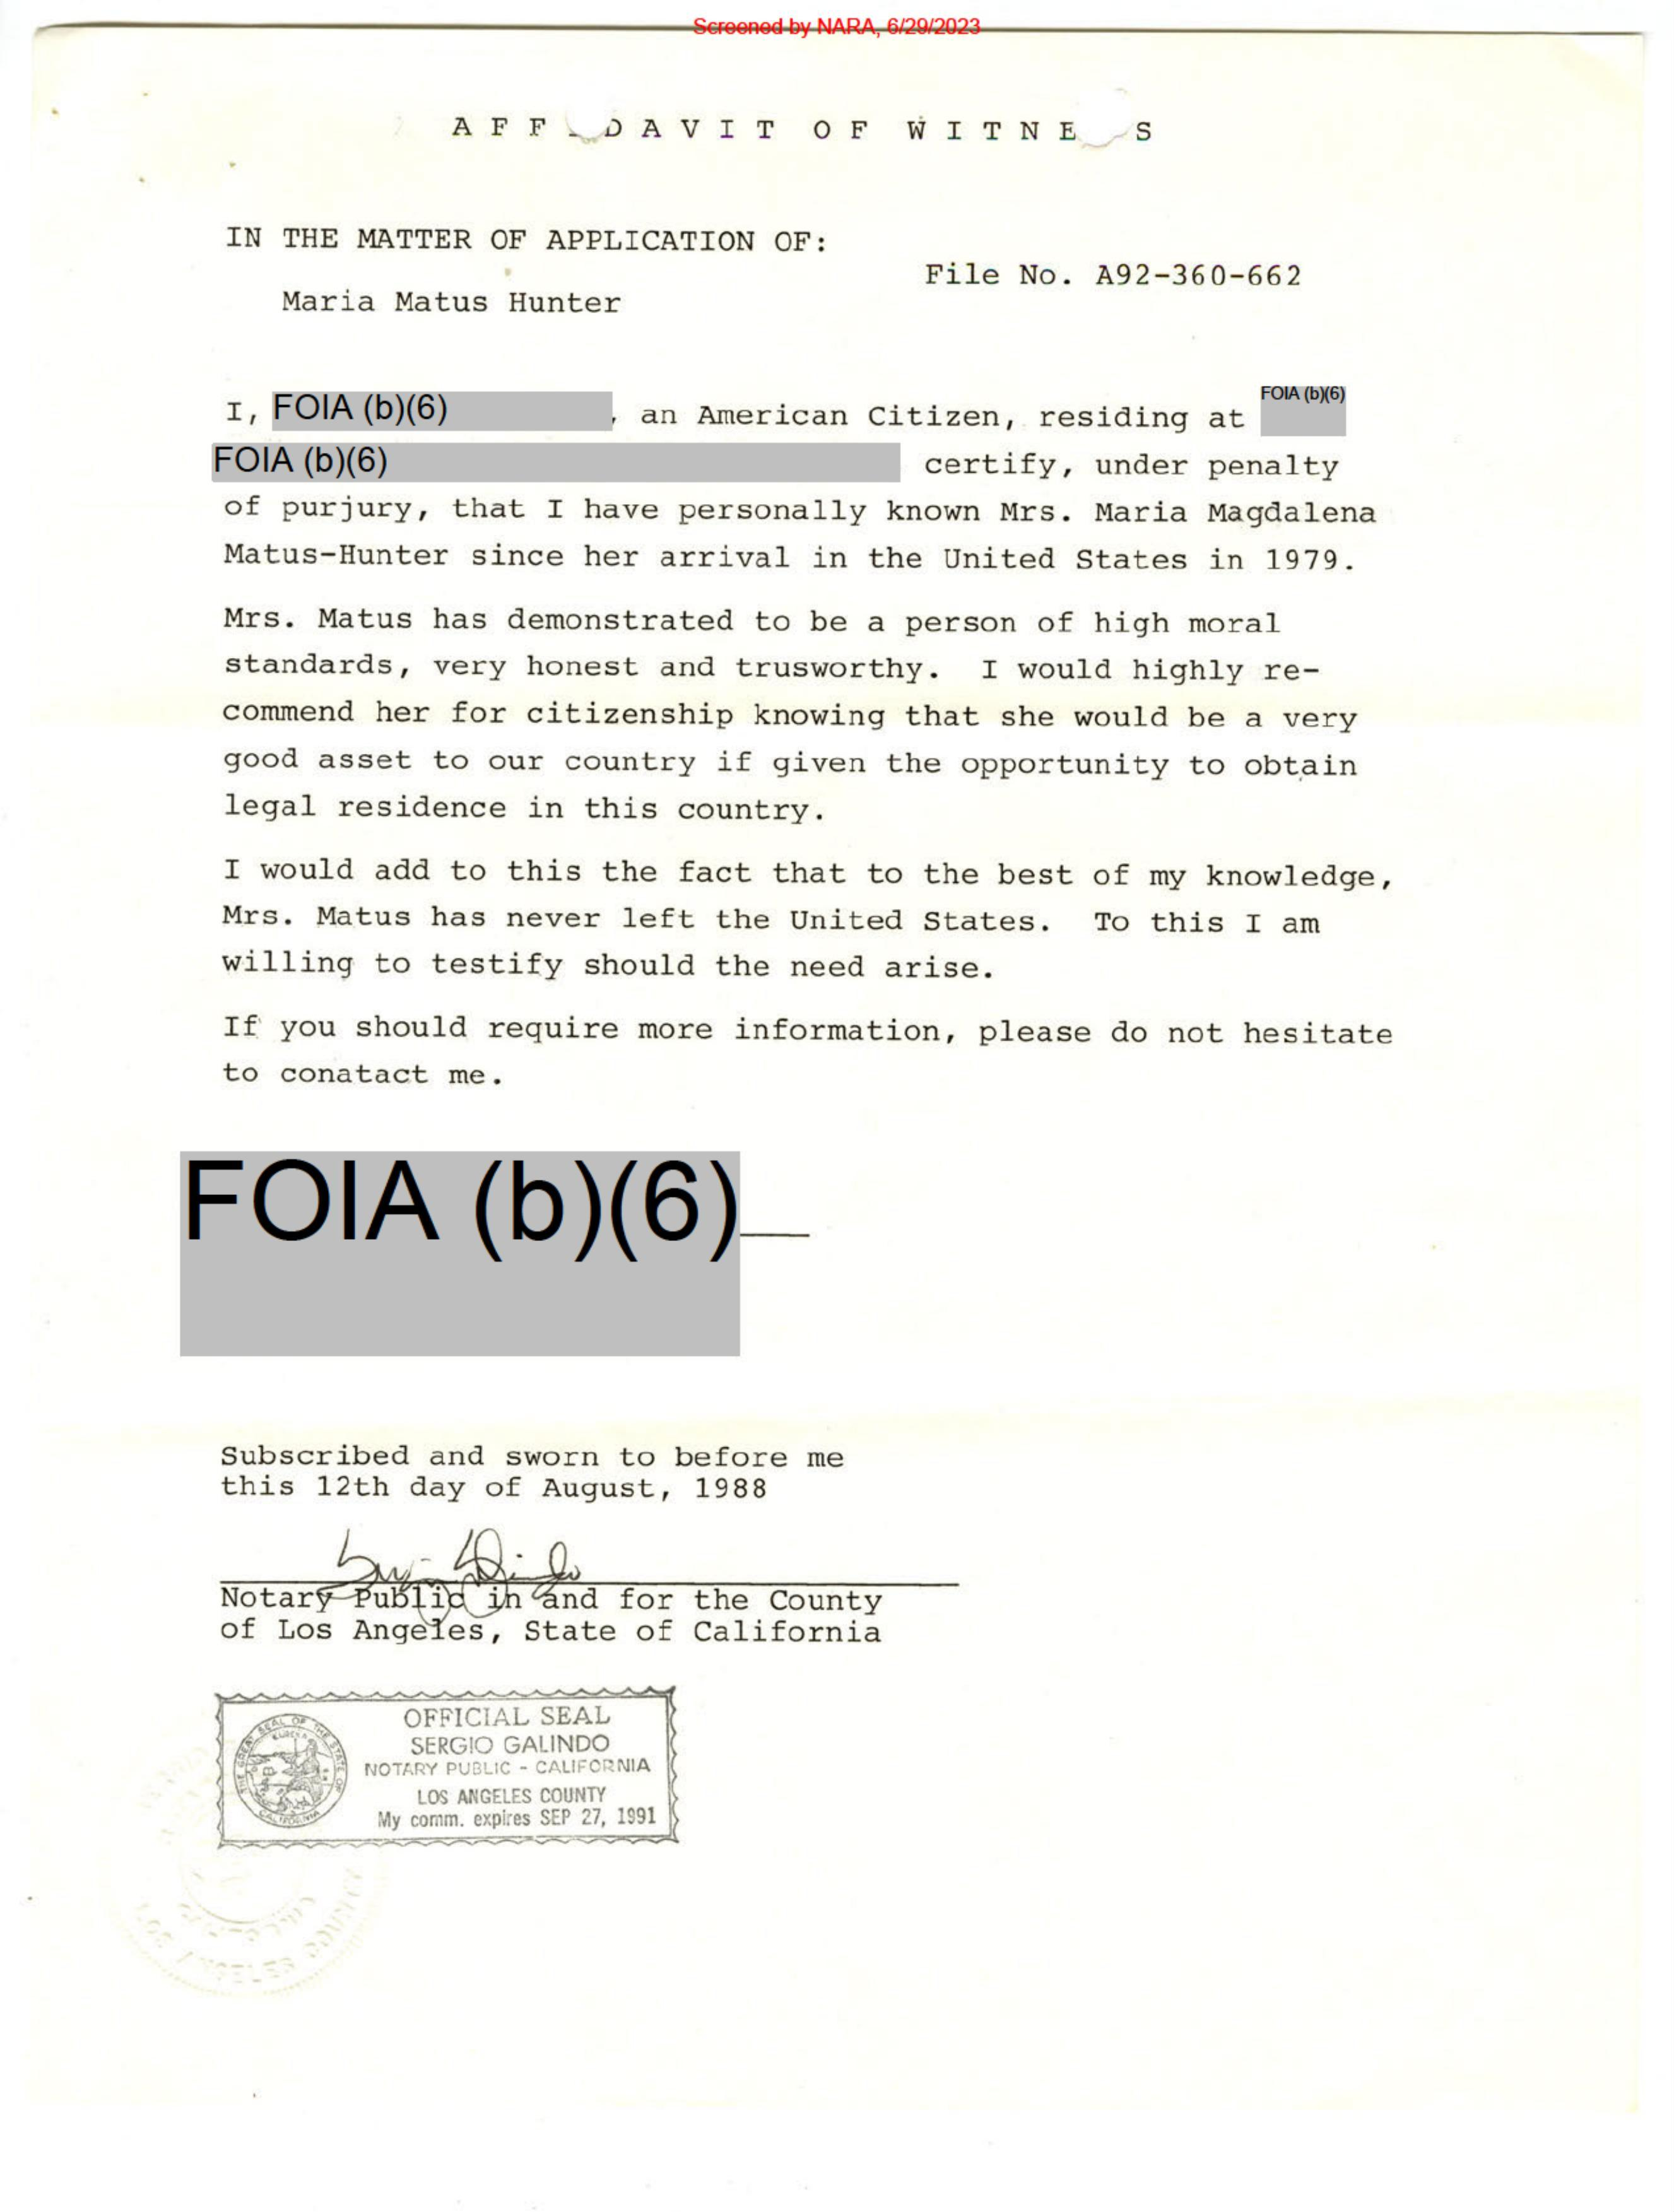 Screened by NARA, 6/29/2023
AFFIDAVIT OF WITNESS
IN THE MATTER OF APPLICATION OF:
File No. A92-360-662
Maria Matus Hunter
I, FOIA (b)(6), an American Citizen, residing at FOIA (b)(6)
FOIA (b)(6) certify, under penalty
of purjury, that I have personally known Mrs. Maria Magdalena
Matus-Hunter since her arrival in the United States in 1979.
Mrs. Matus has demonstrated to be a person of high moral
standards, very honest and trusworthy. I would highly re-
commend her for citizenship knowing that she would be a very
good asset to our country if given the opportunity to obtain
legal residence in this country.
I would add to this the fact that to the best of my knowledge,
Mrs. Matus has never left the United States. To this I am
willing to testify should the need arise.
If you should require more information, please do not hesitate
to conatact me.
FOIA (b)(6)
Subscribed and sworn to before me
this 12th day of August, 1988
Notary Public in and for the County
of Los Angeles, State of California
THE GREAT SEAL OF THE STATE OF CALIFORNIA
EUREKA
OFFICIAL SEAL
SERGIO GALINDO
NOTARY PUBLIC - CALIFORNIA
LOS ANGELES COUNTY
My comm. expires SEP 27, 1991
LOS ANGELES COUNTY